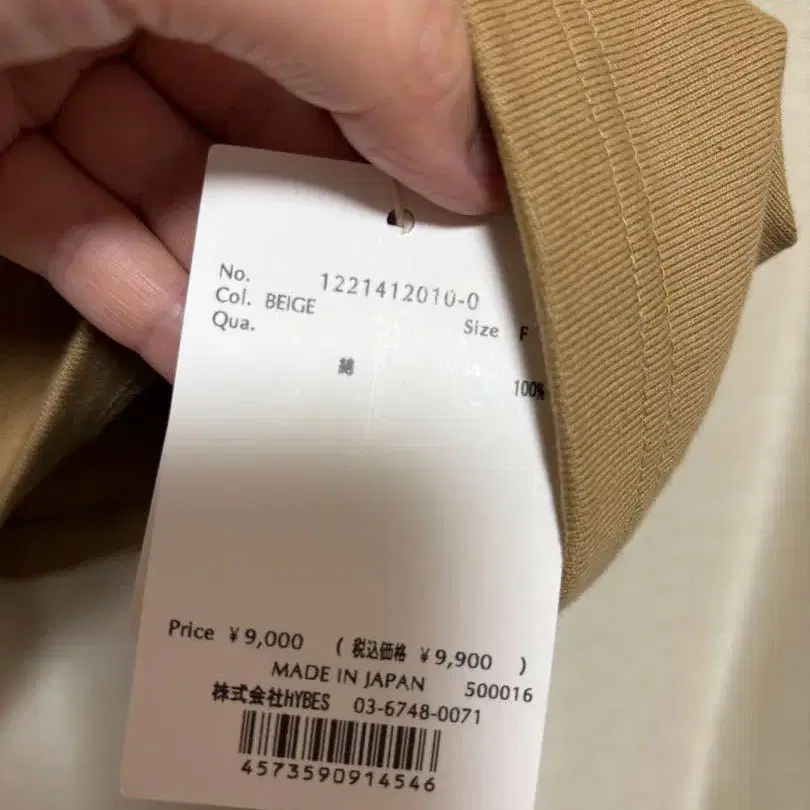 No. 1221412010-0
Col. BEIGE Size F
Qua.
綿 100%
Price ¥9,000 ( 税込価格 ¥9,900 )
MADE IN JAPAN 500016
株式会社HYBES 03-6748-0071
4573590914546